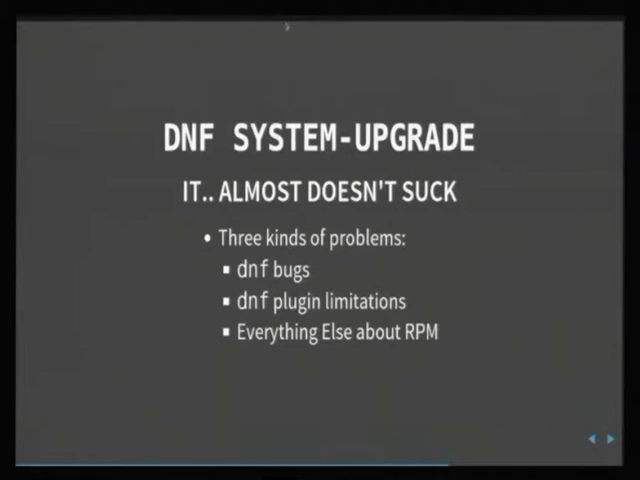 DNF SYSTEM-UPGRADE
IT.. ALMOST DOESN'T SUCK
• Three kinds of problems:
▪ dnf bugs
▪ dnf plugin limitations
▪ Everything Else about RPM